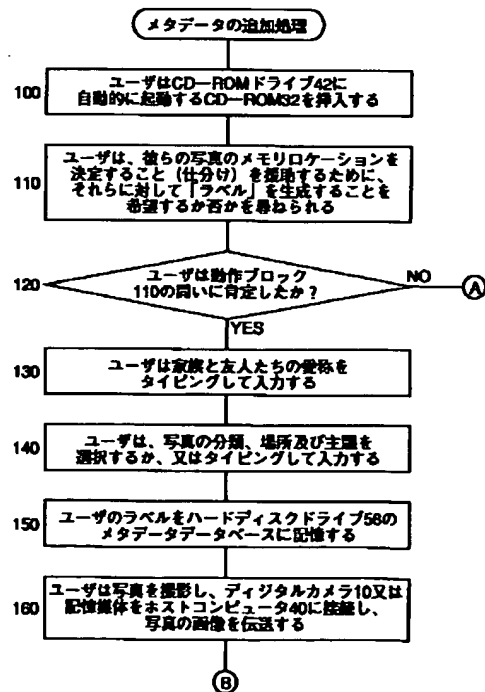 メタデータの追加処理
100
ユーザはCD−ROMドライブ42に
自動的に起動するCD−ROM32を挿入する
110
ユーザは、彼らの写真のメモリロケーションを
決定すること（仕分け）を援助するために、
それらに対して「ラベル」を生成することを
希望するか否かを尋ねられる
120
ユーザは動作ブロック
110の問いに肯定したか？
NO
A
YES
130
ユーザは家族と友人たちの愛称を
タイピングして入力する
140
ユーザは、写真の分類、場所及び主題を
選択するか、又はタイピングして入力する
150
ユーザのラベルをハードディスクドライブ56の
メタデータデータベースに記憶する
160
ユーザは写真を撮影し、ディジタルカメラ10又は
記憶媒体をホストコンピュータ40に接続し、
写真の画像を伝送する
B